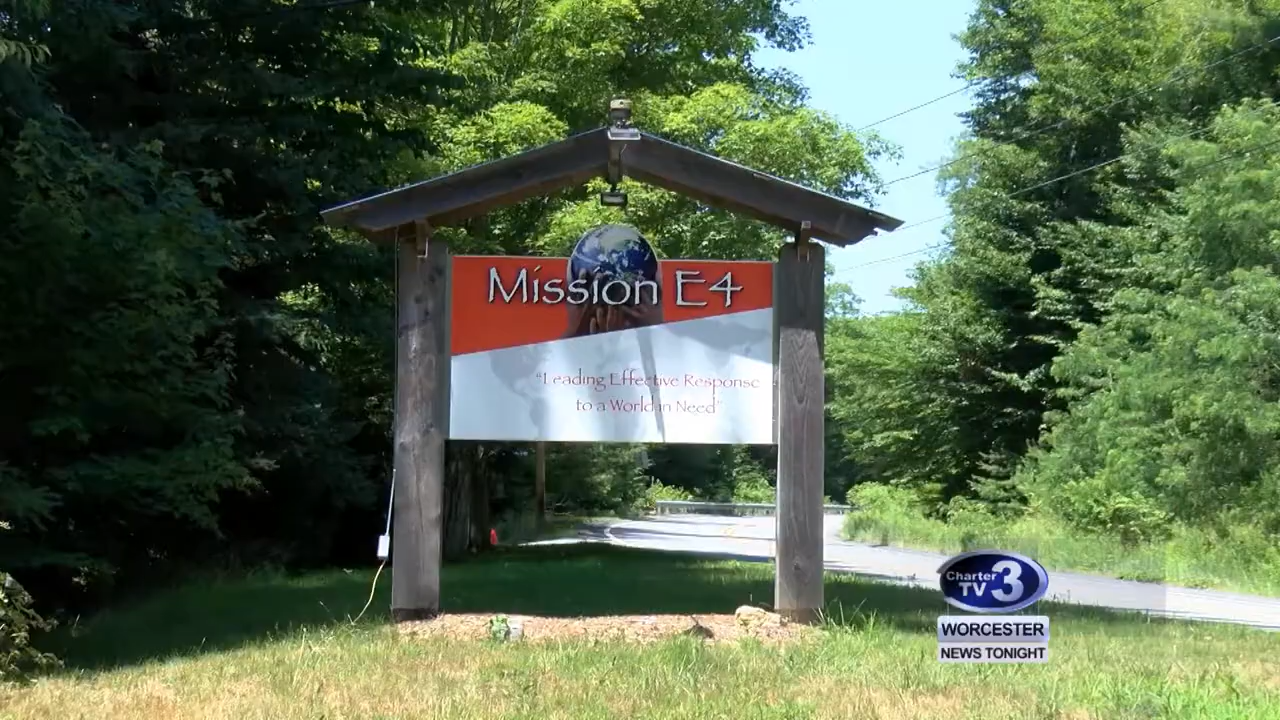 Mission E4
"Leading Effective Response
to a World in Need"
Charter
TV 3
WORCESTER
NEWS TONIGHT